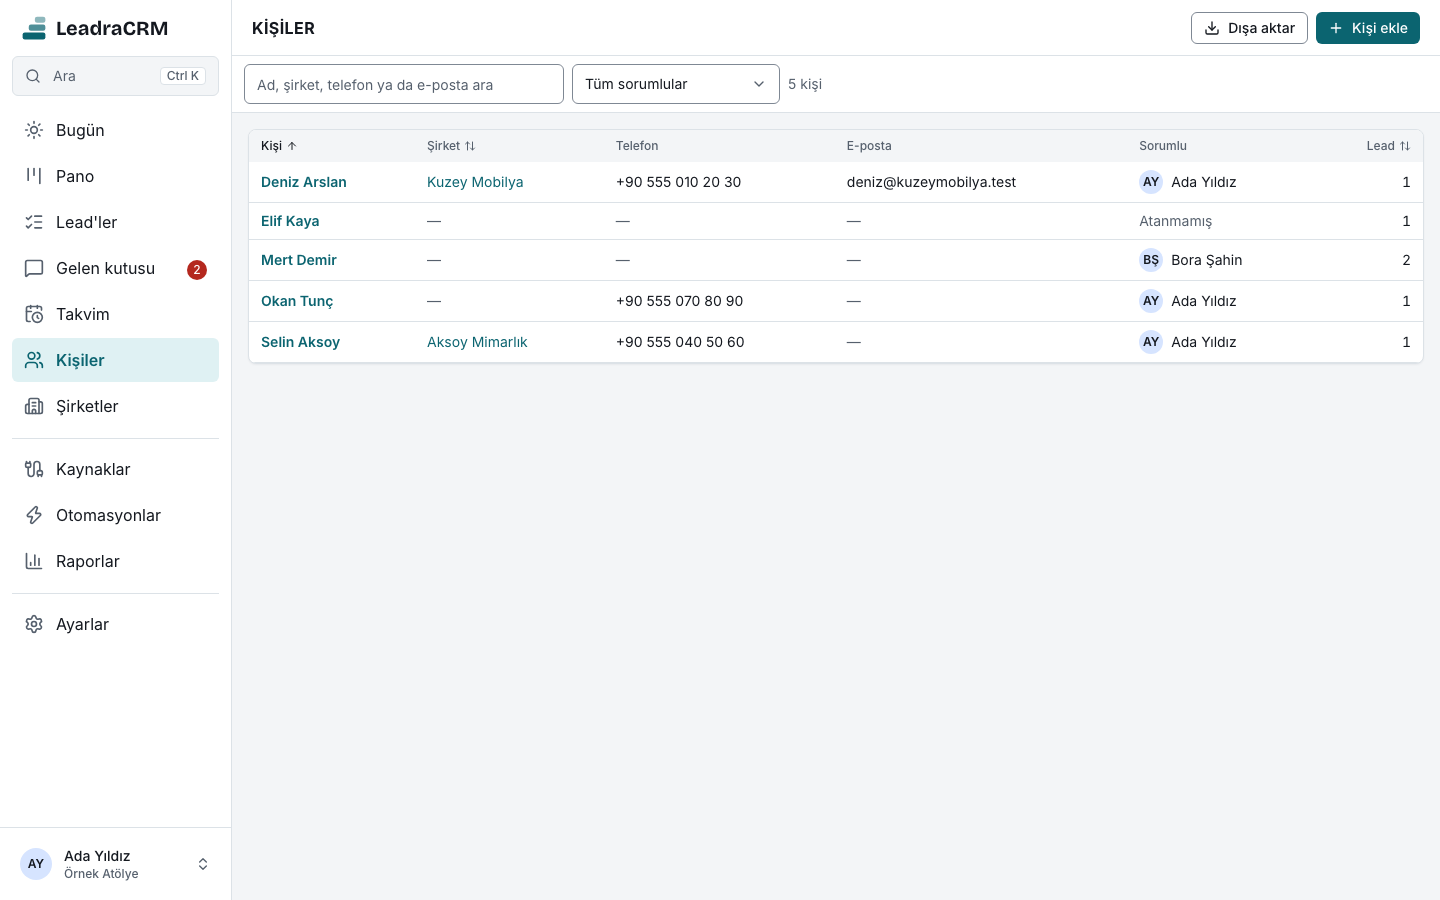 LeadraCRM
Ara Ctrl K
Bugün
Pano
Lead'ler
Gelen kutusu 2
Takvim
Kişiler
Şirketler
Kaynaklar
Otomasyonlar
Raporlar
Ayarlar
AY Ada Yıldız
Örnek Atölye
KİŞİLER
Dışa aktar
Kişi ekle
Ad, şirket, telefon ya da e-posta ara
Tüm sorumlular
5 kişi
Kişi Şirket Telefon E-posta Sorumlu Lead
Deniz Arslan Kuzey Mobilya +90 555 010 20 30 deniz@kuzeymobilya.test AY Ada Yıldız 1
Elif Kaya — — — Atanmamış 1
Mert Demir — — — BŞ Bora Şahin 2
Okan Tunç — +90 555 070 80 90 — AY Ada Yıldız 1
Selin Aksoy Aksoy Mimarlık +90 555 040 50 60 — AY Ada Yıldız 1